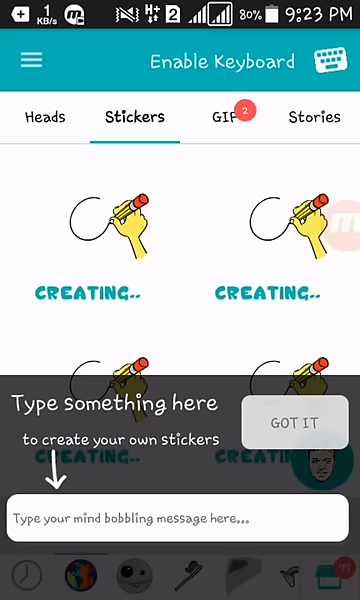 1
KB/s
H+
2
80%
9:23 PM
Enable Keyboard
Heads
Stickers
GIF
2
Stories
CREATING..
CREATING..
Type something here
to create your own stickers
GOT IT
CREATING..
Type your mind bobbling message here...